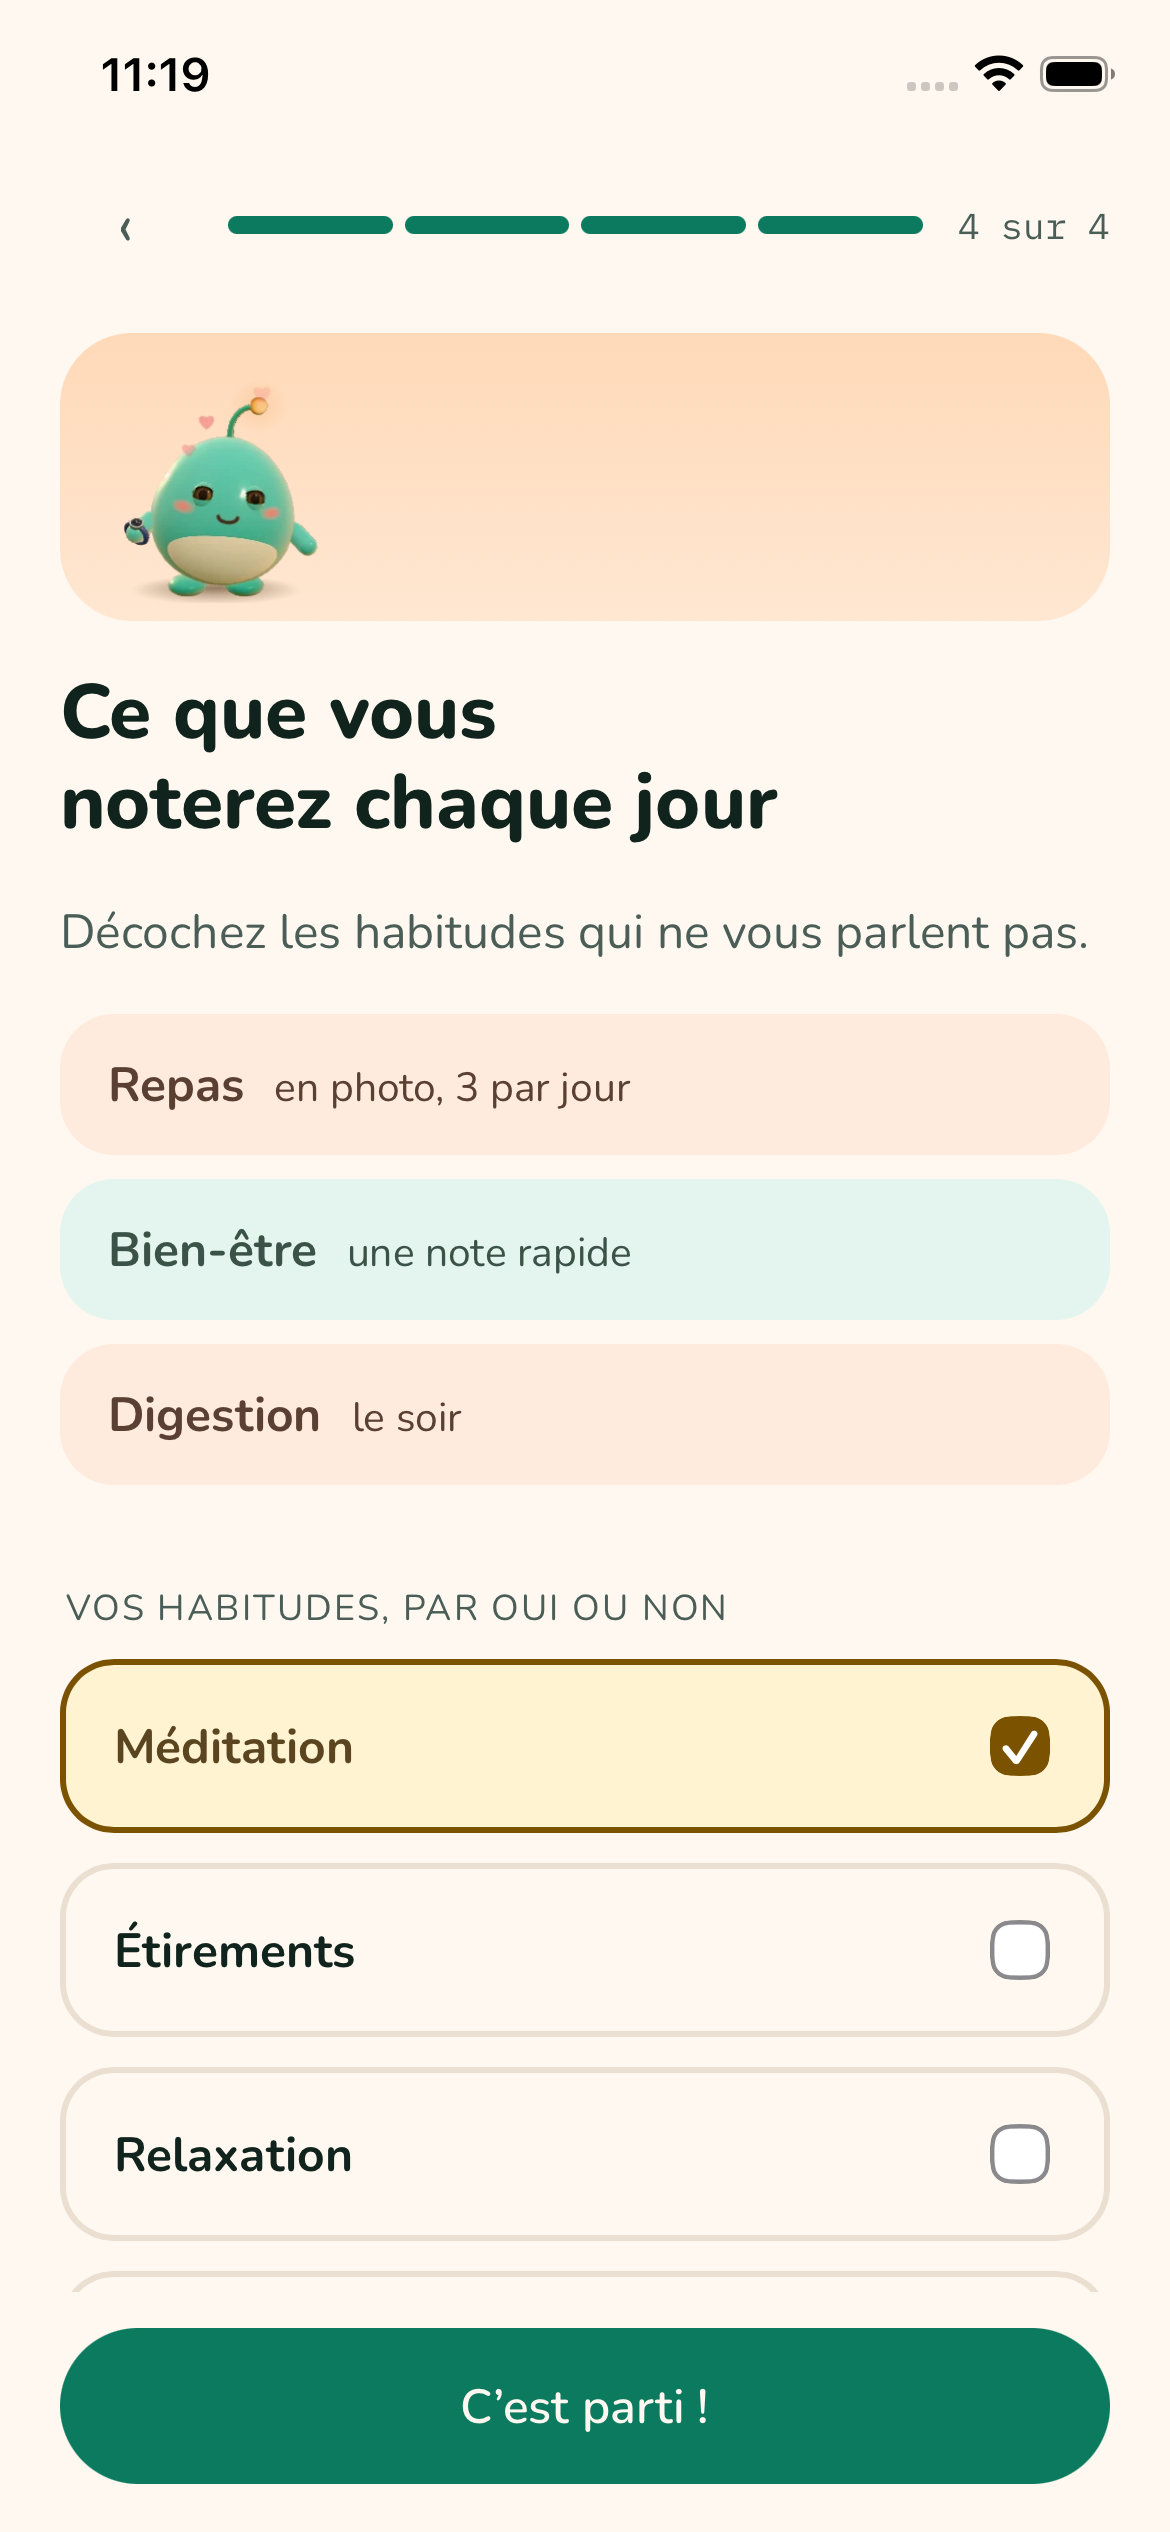 11:19
4 sur 4
Ce que vous
noterez chaque jour
Décochez les habitudes qui ne vous parlent pas.
Repas en photo, 3 par jour
Bien-être une note rapide
Digestion le soir
VOS HABITUDES, PAR OUI OU NON
Méditation
Étirements
Relaxation
C’est parti !